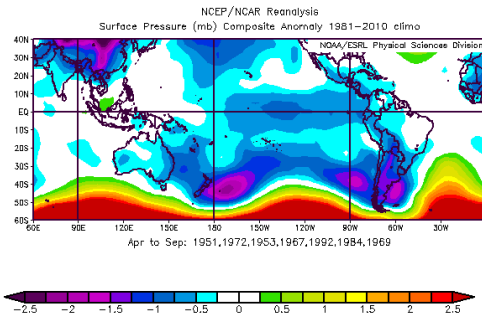 NCEP/NCAR Reanalysis
Surface Pressure (mb) Composite Anomaly 1981-2010 climo
NOAA/ESRL Physical Sciences Division
40N
30N
20N
10N
EQ
10S
20S
30S
40S
50S
60S
60E 90E 120E 150E 180 150W 120W 90W 60W 30W
Apr to Sep: 1951,1972,1953,1967,1992,1984,1969
-2.5 -2 -1.5 -1 -0.5 0 0.5 1 1.5 2 2.5